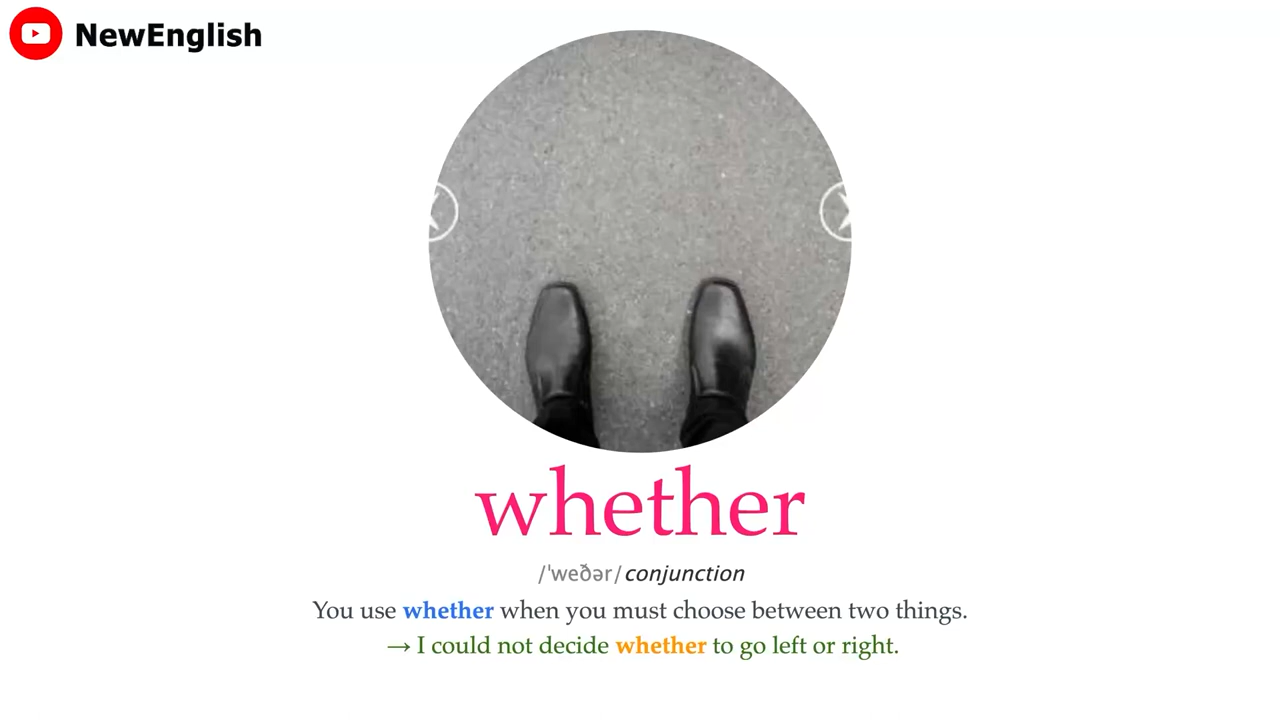 NewEnglish
whether
/ˈweðər/ conjunction
You use whether when you must choose between two things.
→ I could not decide whether to go left or right.